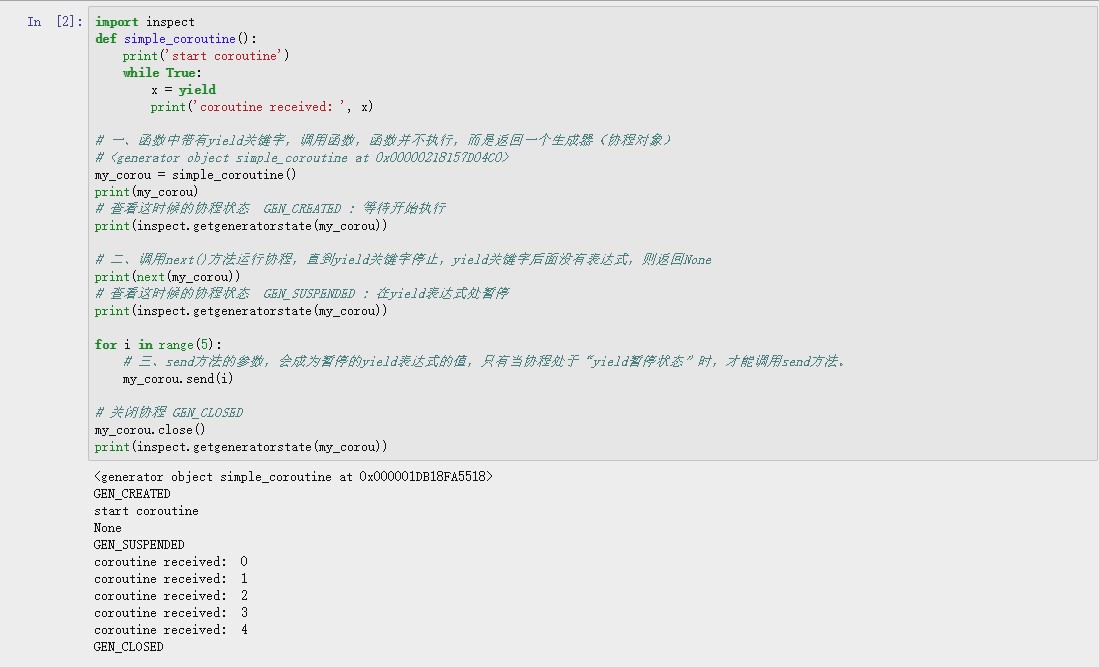 In [2]:
import inspect
def simple_coroutine():
    print('start coroutine')
    while True:
        x = yield
        print('coroutine received: ', x)

# 一、函数中带有yield关键字，调用函数，函数并不执行，而是返回一个生成器（协程对象）
# <generator object simple_coroutine at 0x00000218157D04C0>
my_corou = simple_coroutine()
print(my_corou)
# 查看这时候的协程状态  GEN_CREATED : 等待开始执行
print(inspect.getgeneratorstate(my_corou))

# 二、调用next()方法运行协程，直到yield关键字停止，yield关键字后面没有表达式，则返回None
print(next(my_corou))
# 查看这时候的协程状态  GEN_SUSPENDED : 在yield表达式处暂停
print(inspect.getgeneratorstate(my_corou))

for i in range(5):
    # 三、send方法的参数，会成为暂停的yield表达式的值，只有当协程处于“yield暂停状态”时，才能调用send方法。
    my_corou.send(i)

# 关闭协程 GEN_CLOSED
my_corou.close()
print(inspect.getgeneratorstate(my_corou))
<generator object simple_coroutine at 0x000001DB18FA5518>
GEN_CREATED
start coroutine
None
GEN_SUSPENDED
coroutine received:  0
coroutine received:  1
coroutine received:  2
coroutine received:  3
coroutine received:  4
GEN_CLOSED